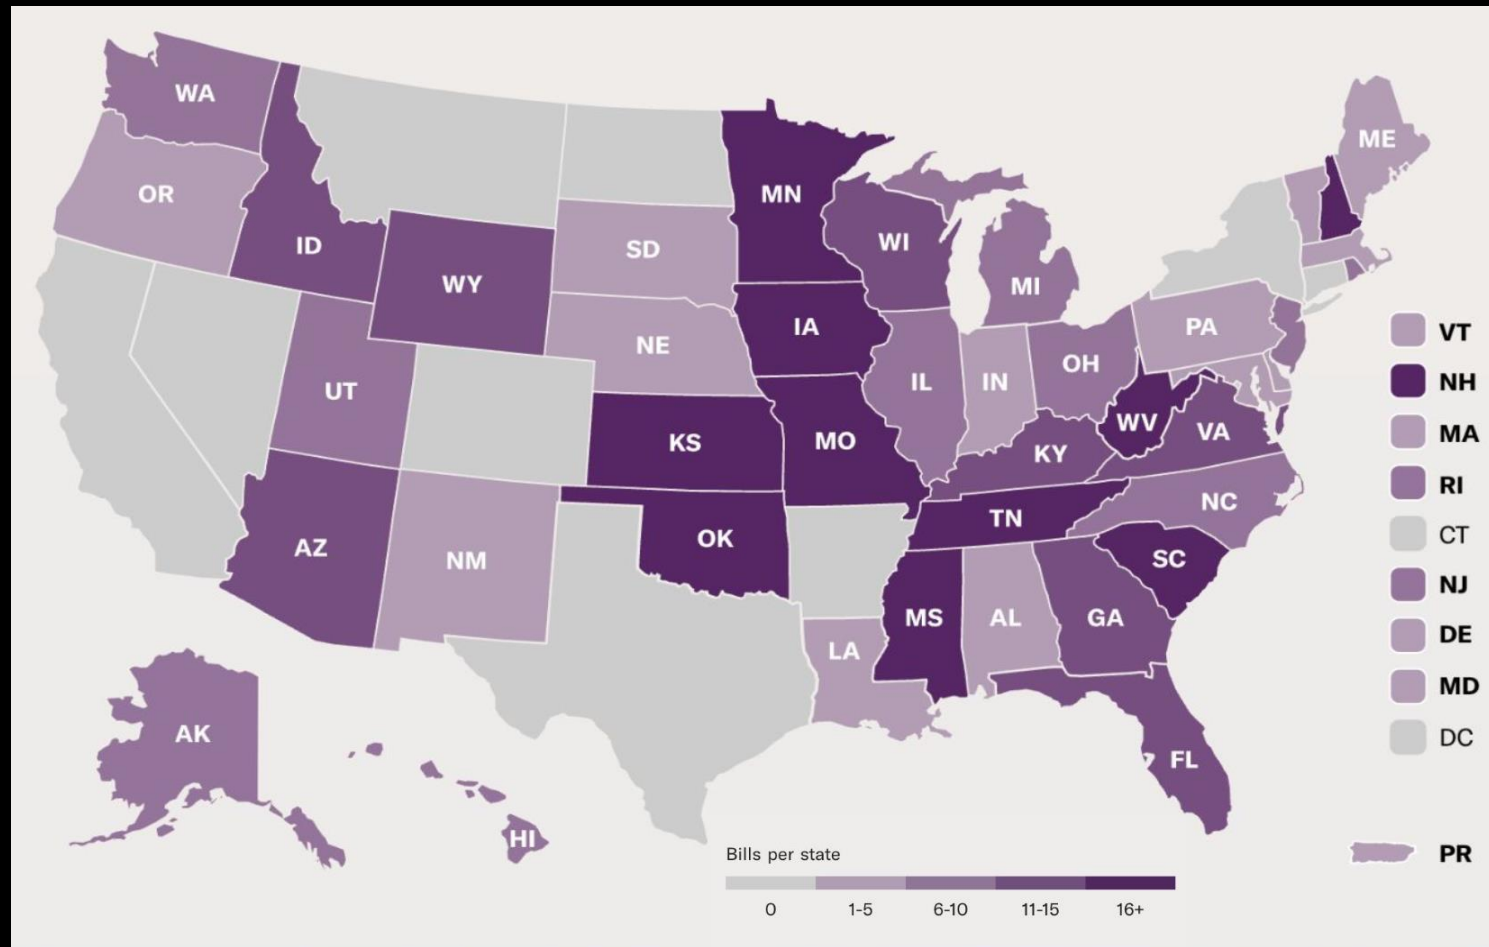 WA
ME
OR
MN
ID
WI
SD
WY
MI
IA
PA
VT
NE
OH
UT
IL
IN
NH
WV
VA
MA
KS
MO
KY
RI
NC
TN
CT
OK
AZ
NM
SC
NJ
MS
AL
GA
DE
LA
MD
AK
DC
FL
HI
PR
Bills per state
0 1-5 6-10 11-15 16+